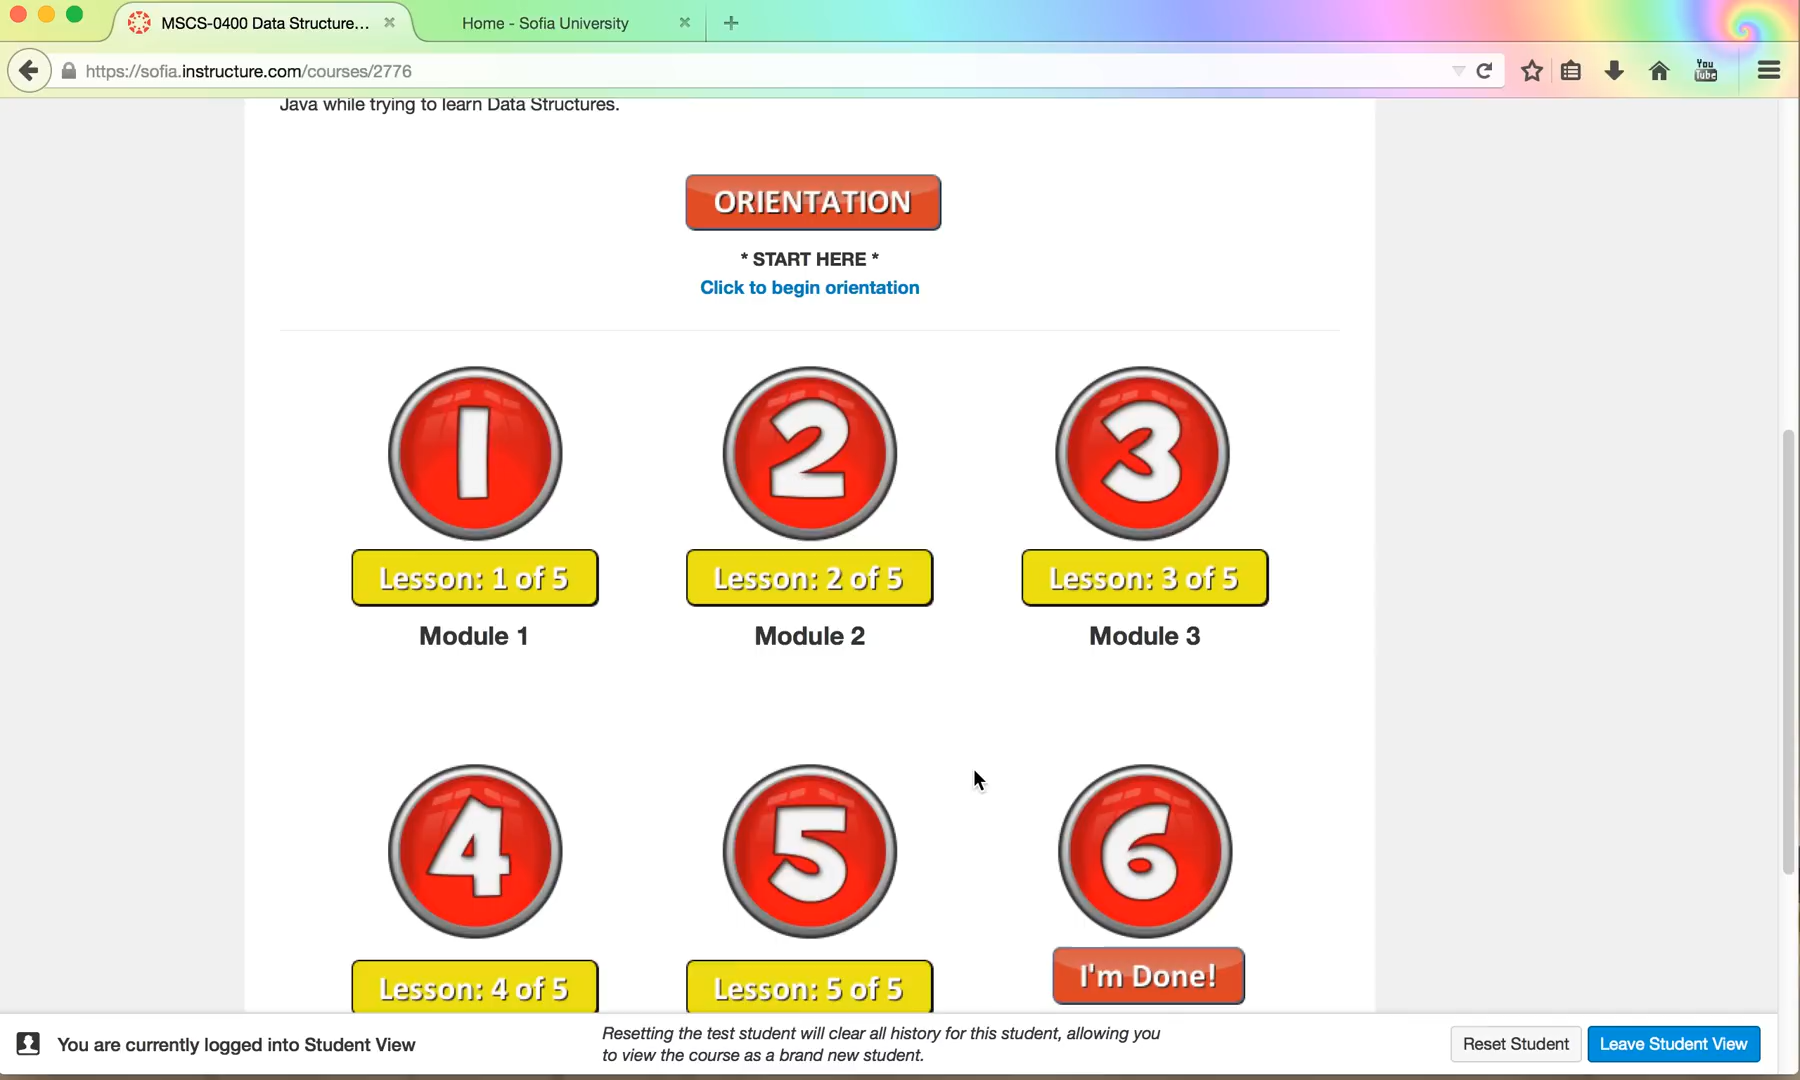 MSCS-0400 Data Structure...
Home - Sofia University
https://sofia.instructure.com/courses/2776
You Tube
Java while trying to learn Data Structures.
ORIENTATION
* START HERE *
Click to begin orientation
1 2 3
Lesson: 1 of 5 Lesson: 2 of 5 Lesson: 3 of 5
Module 1 Module 2 Module 3
4 5 6
I'm Done!
Lesson: 4 of 5 Lesson: 5 of 5
You are currently logged into Student View
Resetting the test student will clear all history for this student, allowing you
to view the course as a brand new student.
Reset Student Leave Student View